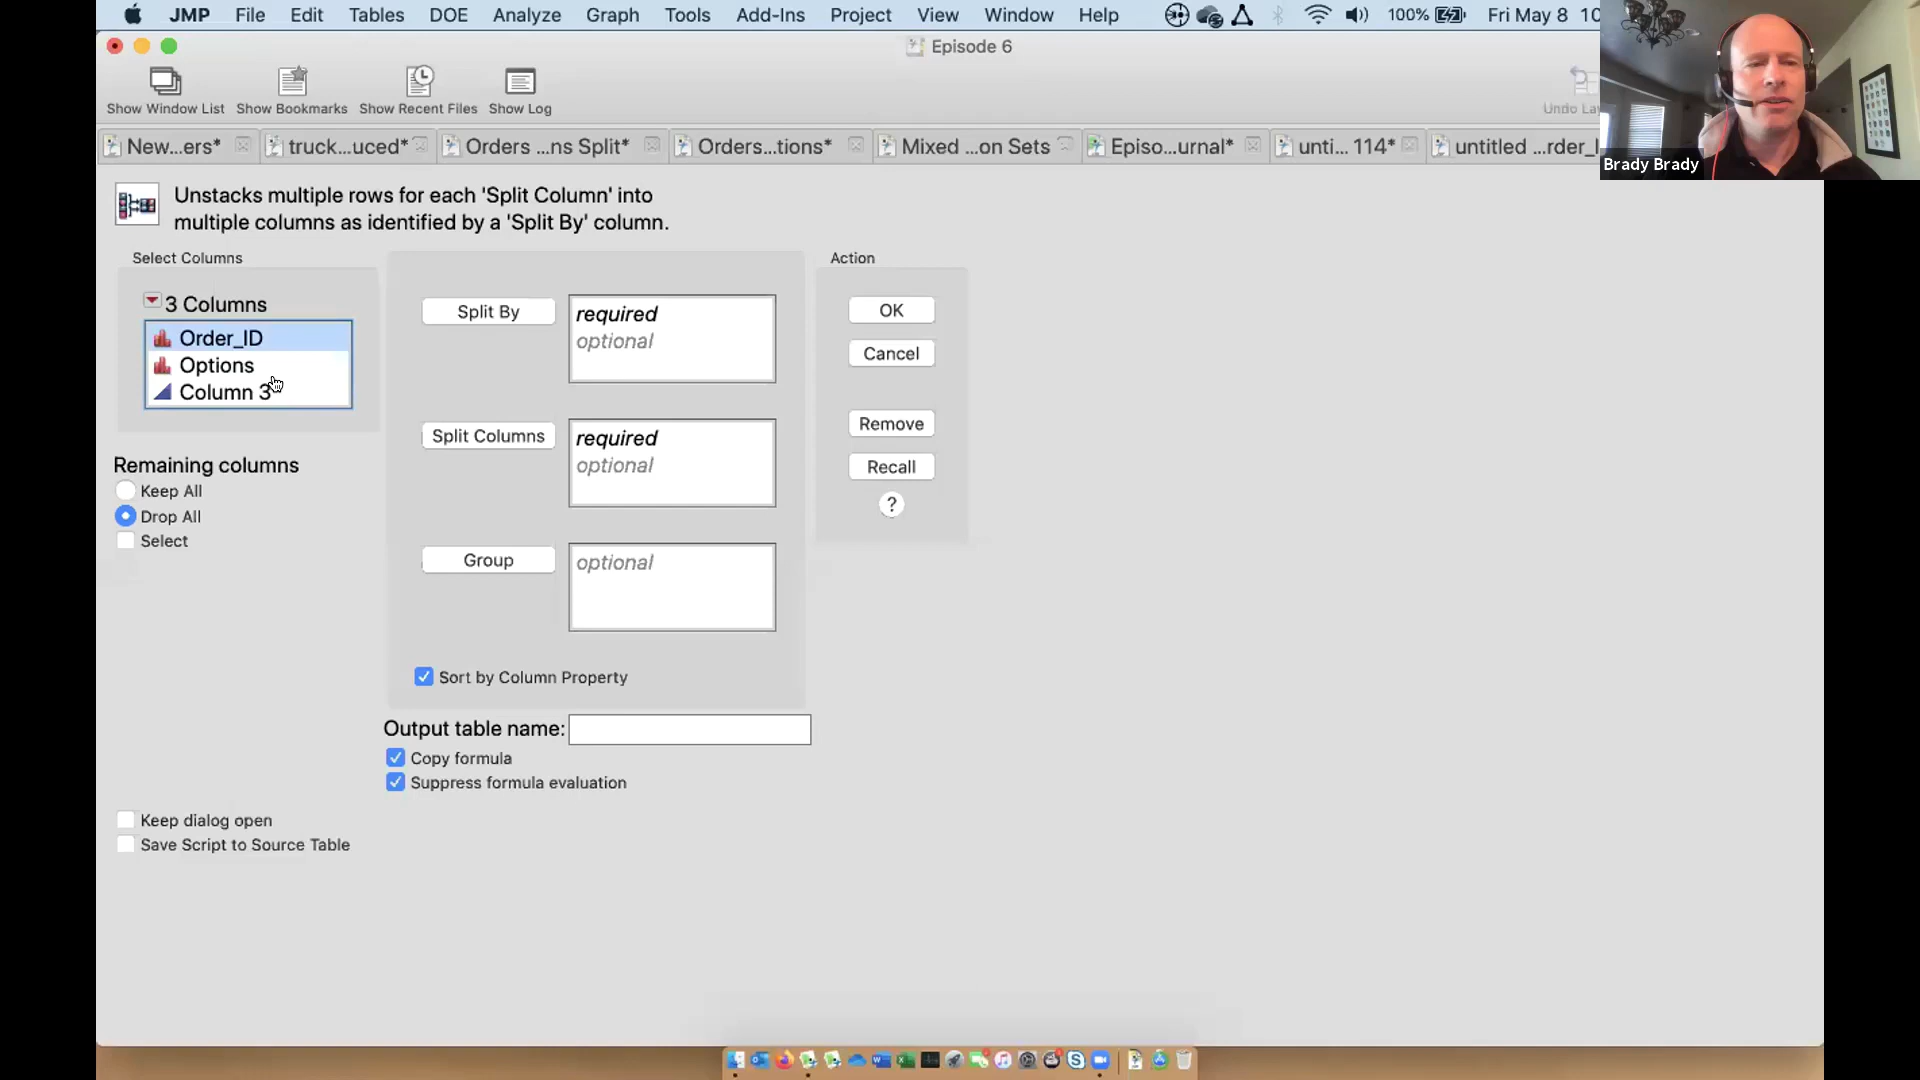 JMP File Edit Tables DOE Analyze Graph Tools Add-Ins Project View Window Help 100% Fri May 8 10
Episode 6
Show Window List Show Bookmarks Show Recent Files Show Log Undo La
New...ers* truck...uced* Orders ...ns Split* Orders...tions* Mixed ...on Sets Episo...urnal* unti... 114* untitled ...rder_I
Brady Brady
Unstacks multiple rows for each 'Split Column' into
multiple columns as identified by a 'Split By' column.
Select Columns
3 Columns
Order_ID
Options
Column 3
Remaining columns
Keep All
Drop All
Select
Split By
required
optional
Split Columns
required
optional
Group
optional
Sort by Column Property
Output table name:
Copy formula
Suppress formula evaluation
Action
OK
Cancel
Remove
Recall
?
Keep dialog open
Save Script to Source Table